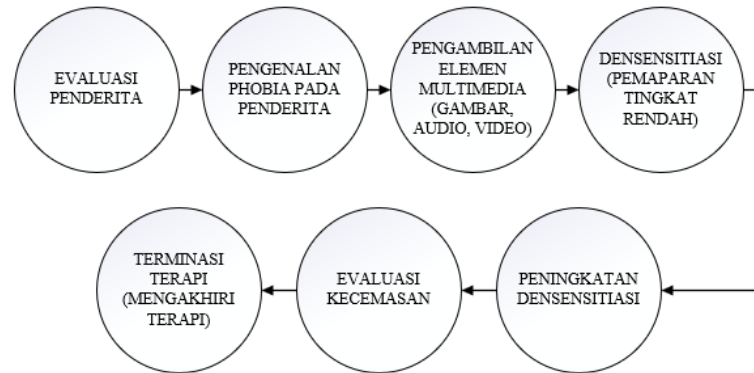 EVALUASI
PENDERITA
PENGENALAN
PHOBIA PADA
PENDERITA
PENGAMBILAN
ELEMEN
MULTIMEDIA
(GAMBAR,
AUDIO, VIDEO)
DENSENSITIASI
(PEMAPARAN
TINGKAT
RENDAH)
PENINGKATAN
DENSENSITIASI
EVALUASI
KECEMASAN
TERMINASI
TERAPI
(MENGAKHIRI
TERAPI)